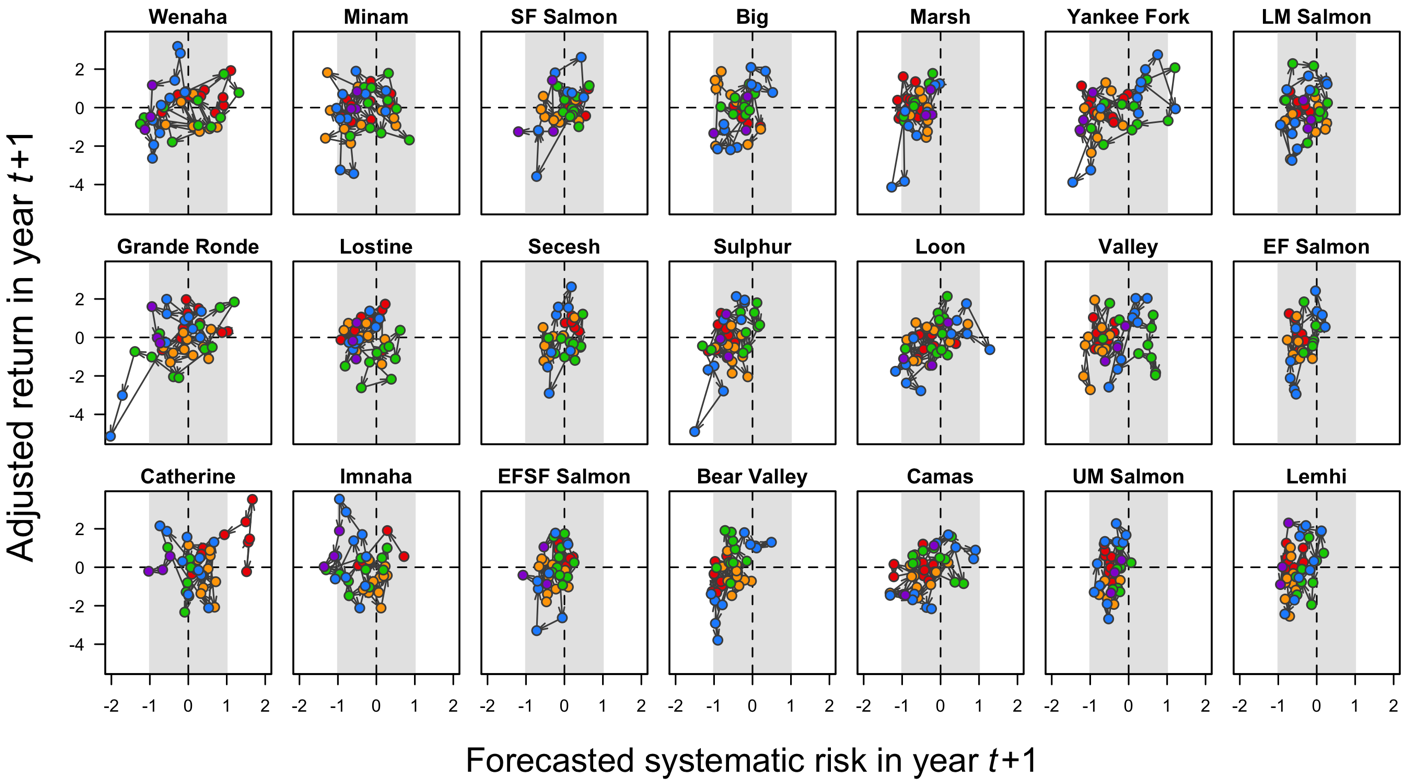 Wenaha Minam SF Salmon Big Marsh Yankee Fork LM Salmon
2
0
-2
-4
Grande Ronde Lostine Secesh Sulphur Loon Valley EF Salmon
2
0
-2
-4
Catherine Imnaha EFSF Salmon Bear Valley Camas UM Salmon Lemhi
2
0
-2
-4
-2 -1 0 1 2 -2 -1 0 1 2 -2 -1 0 1 2 -2 -1 0 1 2 -2 -1 0 1 2 -2 -1 0 1 2 -2 -1 0 1 2
Adjusted return in year t+1
Forecasted systematic risk in year t+1